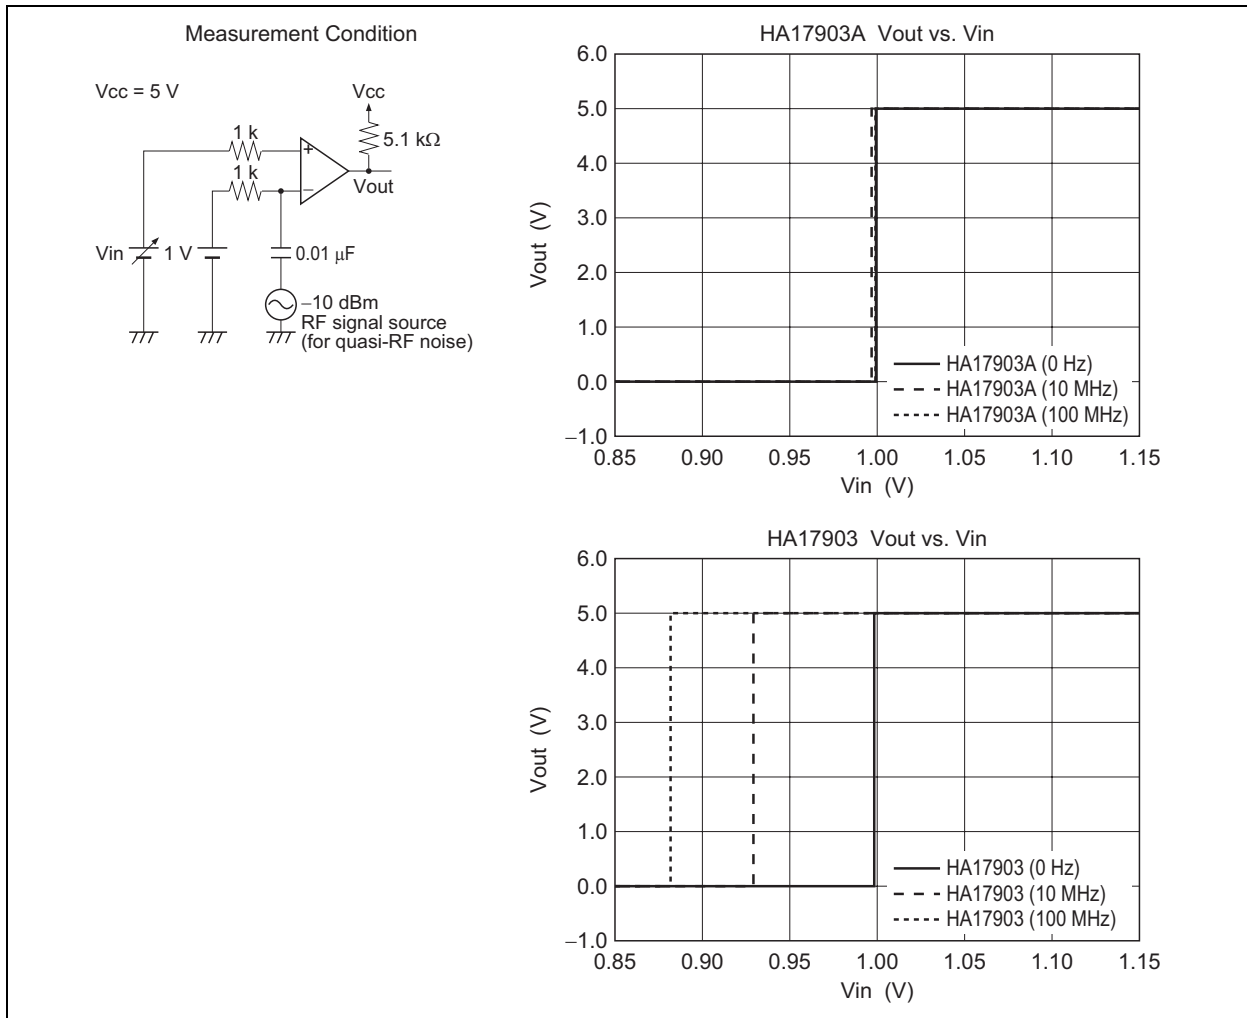 Measurement Condition
Vcc = 5 V
Vcc
1 k
5.1 kΩ
+
1 k
−
Vout
Vin
1 V
0.01 μF
−10 dBm
RF signal source
(for quasi-RF noise)
HA17903A Vout vs. Vin
6.0
5.0
4.0
3.0
2.0
1.0
0.0
−1.0
Vout (V)
HA17903A (0 Hz)
HA17903A (10 MHz)
HA17903A (100 MHz)
0.85 0.90 0.95 1.00 1.05 1.10 1.15
Vin (V)
HA17903 Vout vs. Vin
6.0
5.0
4.0
3.0
2.0
1.0
0.0
−1.0
Vout (V)
HA17903 (0 Hz)
HA17903 (10 MHz)
HA17903 (100 MHz)
0.85 0.90 0.95 1.00 1.05 1.10 1.15
Vin (V)